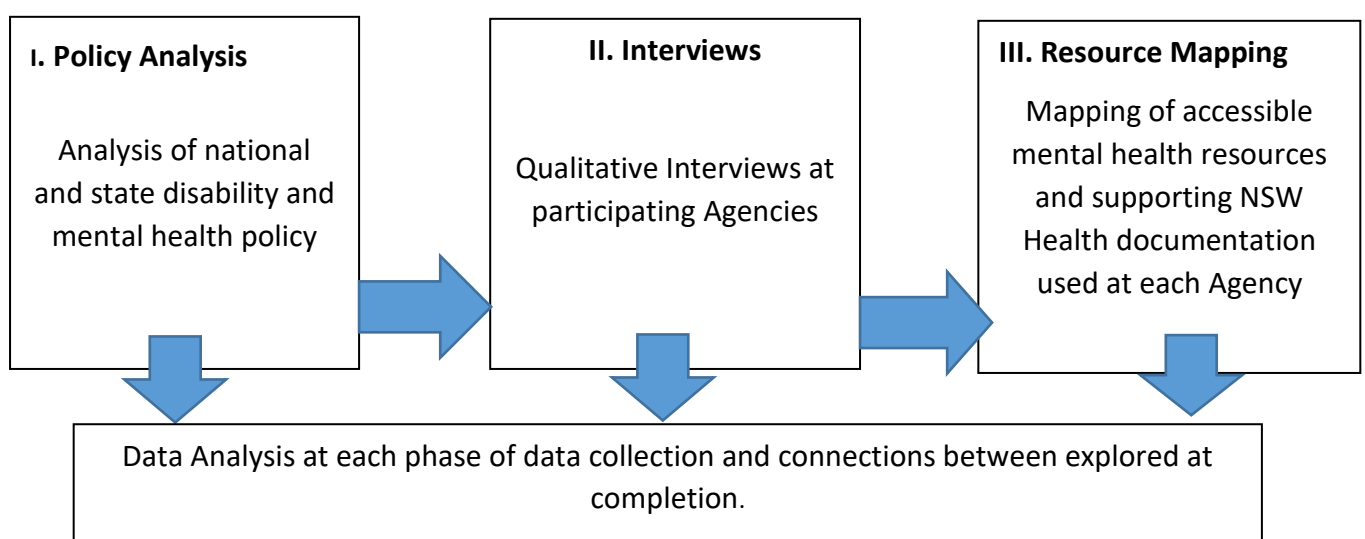 I. Policy Analysis
Analysis of national
and state disability and
mental health policy
II. Interviews
Qualitative Interviews at
participating Agencies
III. Resource Mapping
Mapping of accessible
mental health resources
and supporting NSW
Health documentation
used at each Agency
Data Analysis at each phase of data collection and connections between explored at
completion.